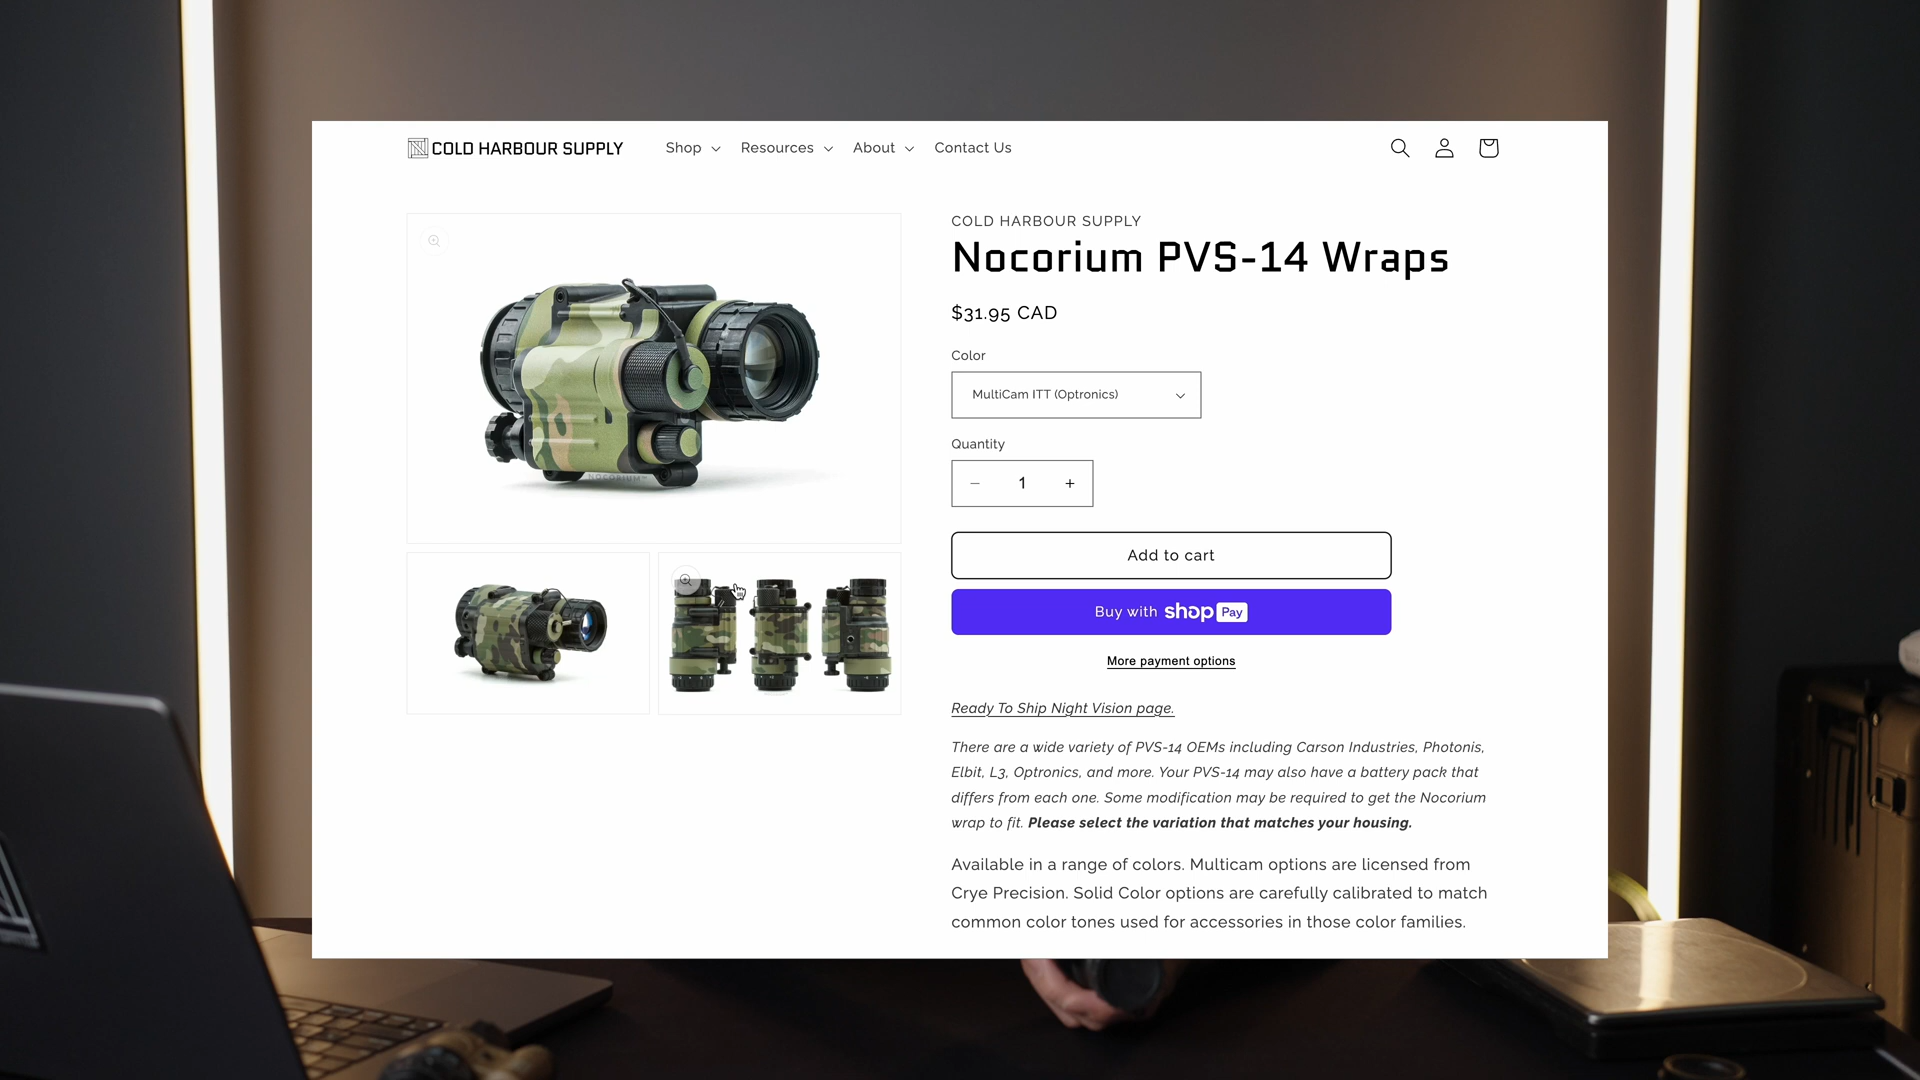 COLD HARBOUR SUPPLY
Shop
Resources
About
Contact Us
COLD HARBOUR SUPPLY
Nocorium PVS-14 Wraps
$31.95 CAD
Color
MultiCam ITT (Optronics)
Quantity
1
Add to cart
Buy with shop Pay
More payment options
Ready To Ship Night Vision page.
There are a wide variety of PVS-14 OEMs including Carson Industries, Photonis,
Elbit, L3, Optronics, and more. Your PVS-14 may also have a battery pack that
differs from each one. Some modification may be required to get the Nocorium
wrap to fit. Please select the variation that matches your housing.
Available in a range of colors. Multicam options are licensed from
Crye Precision. Solid Color options are carefully calibrated to match
common color tones used for accessories in those color families.
NOCORIUM